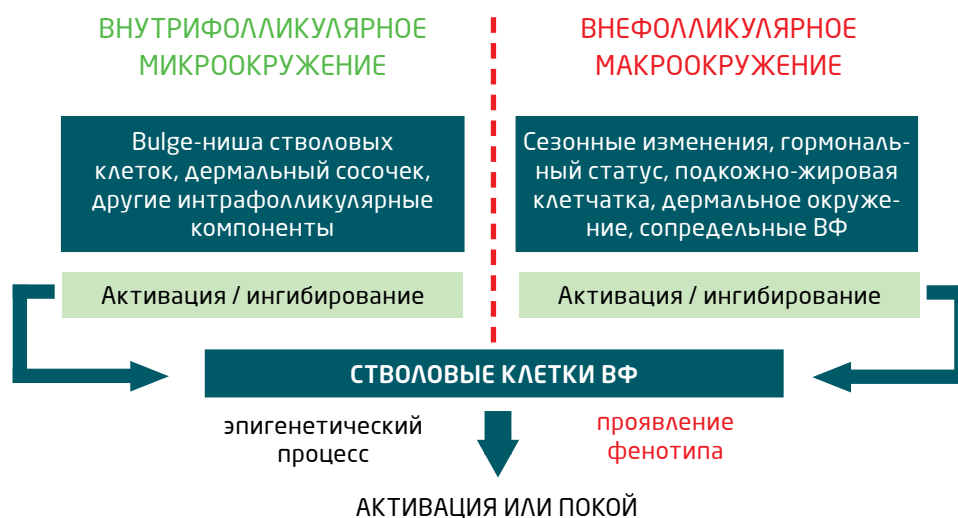 ВНУТРИФОЛЛИКУЛЯРНОЕ
МИКРООКРУЖЕНИЕ
ВНЕФОЛЛИКУЛЯРНОЕ
МАКРООКРУЖЕНИЕ
Bulge-ниша стволовых
клеток, дермальный сосочек,
другие интрафолликулярные
компоненты
Сезонные изменения, гормональ-
ный статус, подкожно-жировая
клетчатка, дермальное окруже-
ние, сопредельные ВФ
Активация / ингибирование
Активация / ингибирование
СТВОЛОВЫЕ КЛЕТКИ ВФ
эпигенетический
процесс
проявление
фенотипа
АКТИВАЦИЯ ИЛИ ПОКОЙ